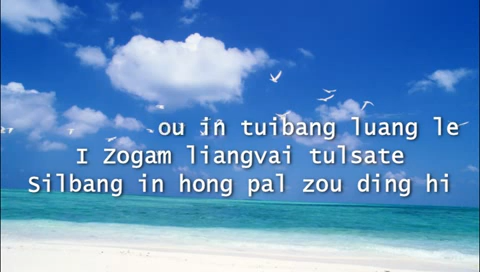 ou in tuibang luang le
I Zogam liangvai tulsate
Silbang in hong pal zou ding hi